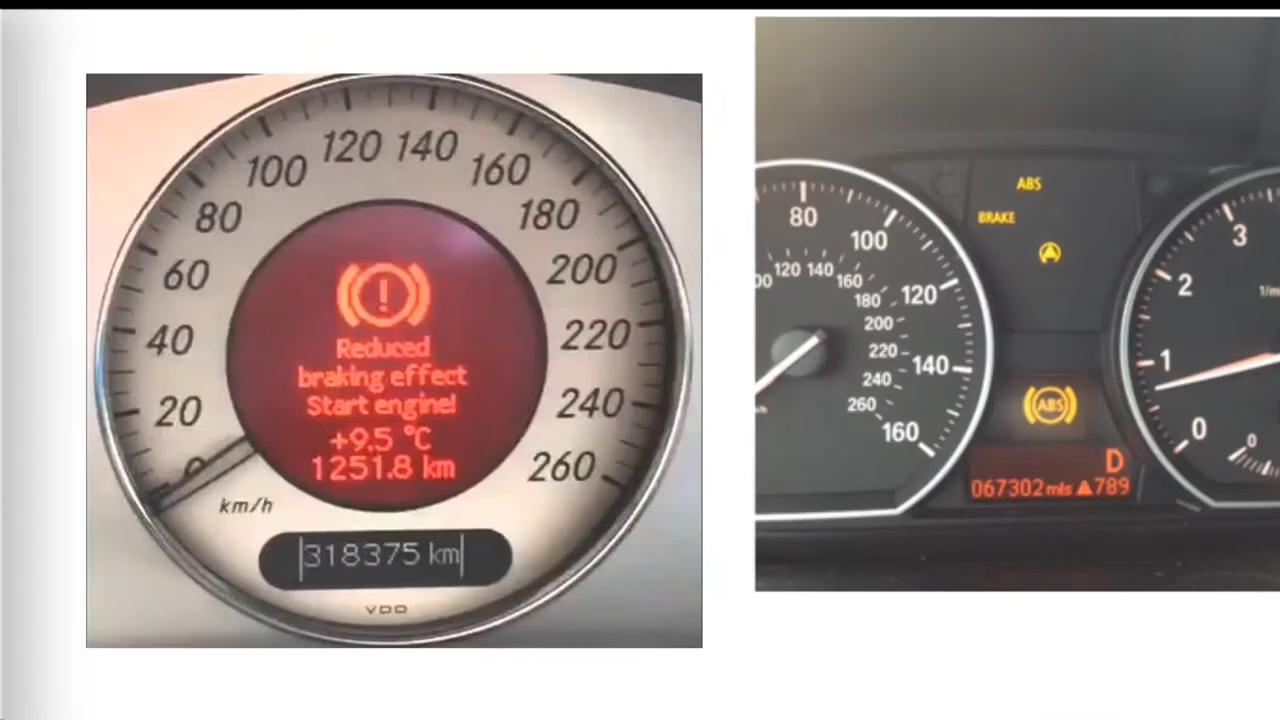 120 140
100 160
80 180
60 200
40 220
20 240
0 260
Reduced
braking effect
Start engine!
+9.5 °C
1251.8 km
km/h
318375 km
VDO
ABS
BRAKE
80
100
120
140
160
120 140
160
180
200
220
240
260
ABS
D
067302 mls ▲789
3
2
1
0
0